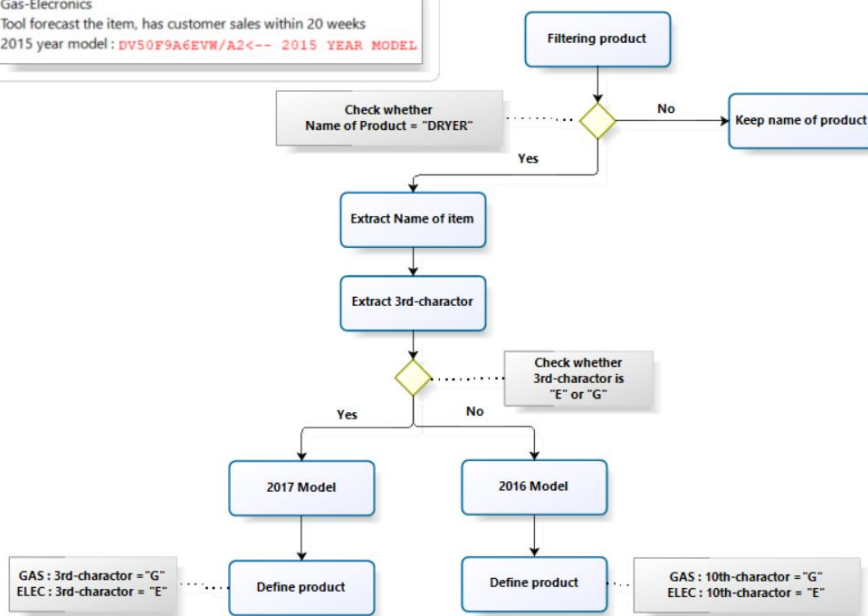 Gas-Elecronics
Tool forecast the item, has customer sales within 20 weeks
2015 year model : DV50F9A6EVW/A2<-- 2015 YEAR MODEL
Filtering product
Check whether
Name of Product = "DRYER"
No
Keep name of product
Yes
Extract Name of item
Extract 3rd-charactor
Check whether
3rd-charactor is
"E" or "G"
Yes
No
2017 Model
2016 Model
GAS : 3rd-charactor ="G"
ELEC : 3rd-charactor = "E"
Define product
Define product
GAS : 10th-charactor ="G"
ELEC : 10th-charactor = "E"